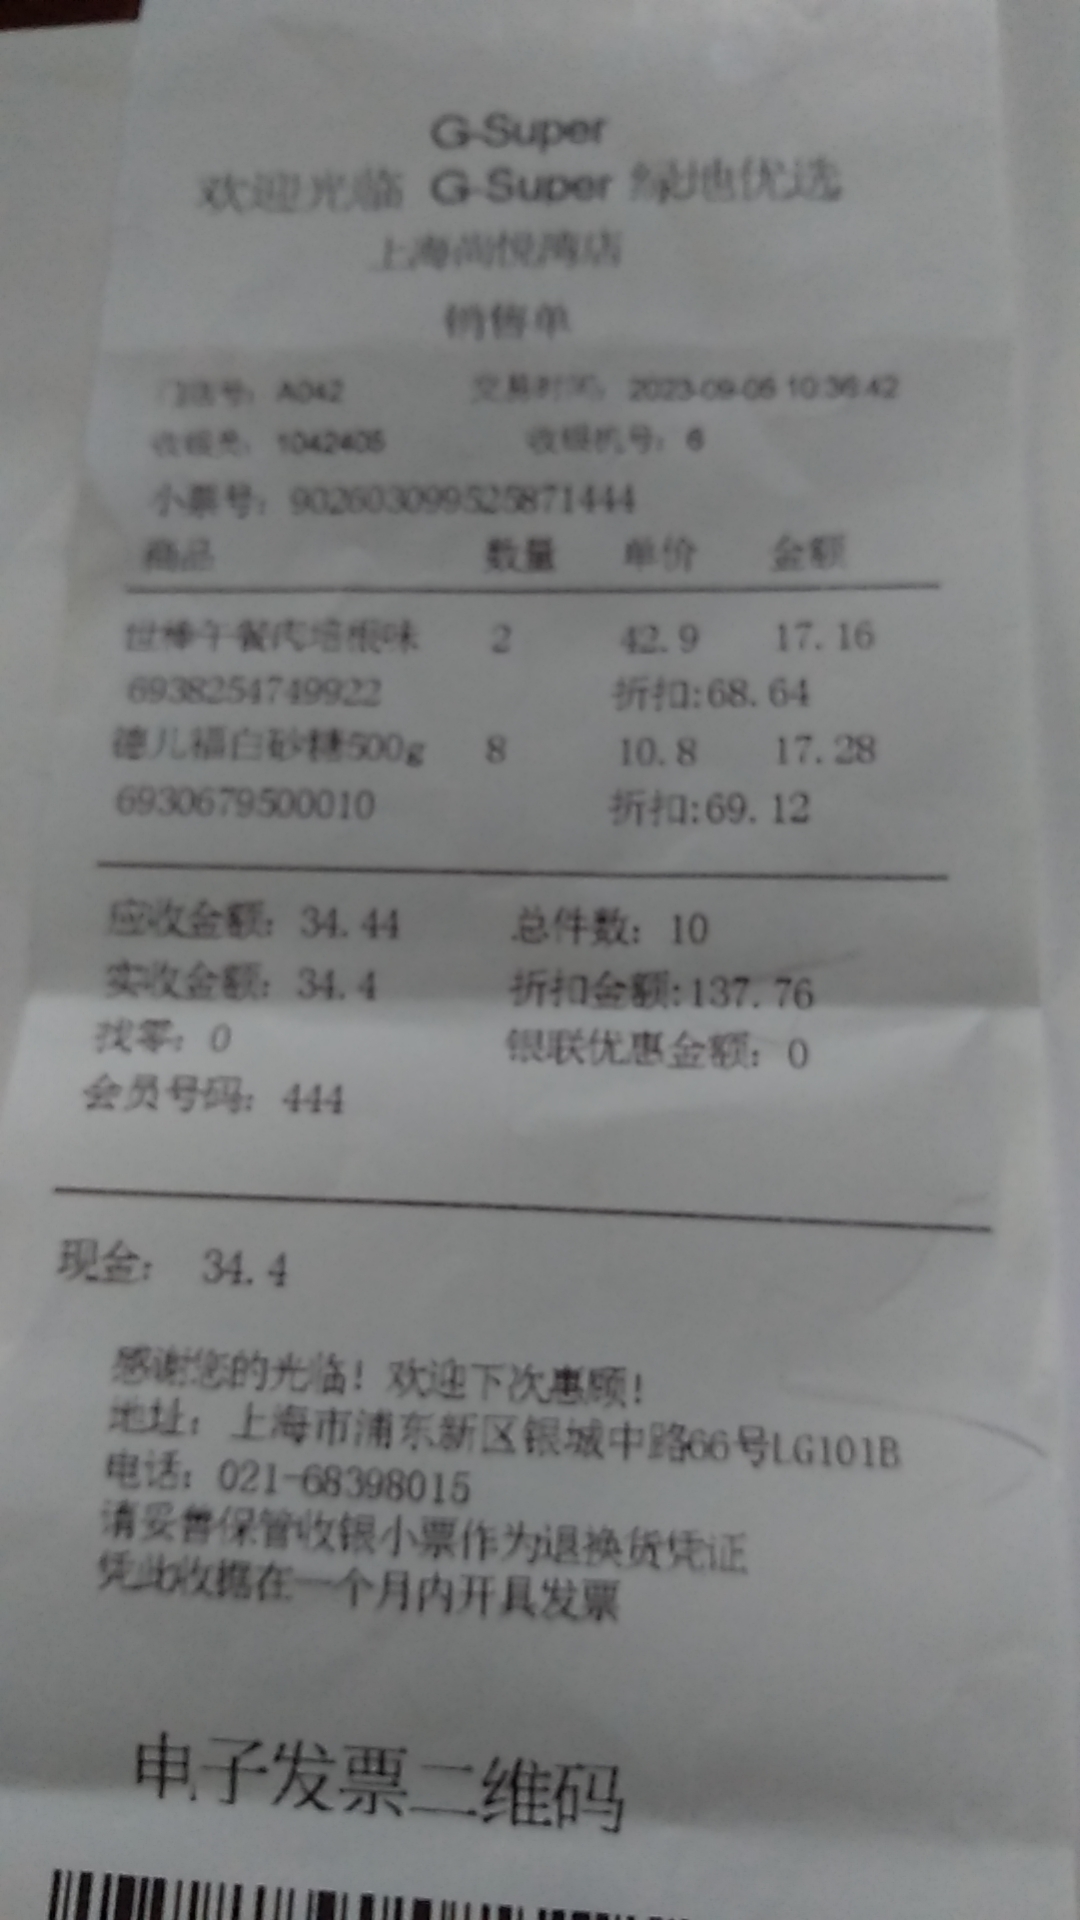 G-Super
欢迎光临 G-Super 绿地优选
上海尚悦湾店
销售单
门店号: A042 交易时间: 2023-09-06 10:36:42
收银员: 1042405 收银机号: 6
小票号: 902603099525871444
商品 数量 单价 金额
世棒午餐肉培根味 2 42.9 17.16
6938254749922 折扣:68.64
德儿福白砂糖500g 8 10.8 17.28
6930679500010 折扣:69.12
应收金额: 34.44 总件数: 10
实收金额: 34.4 折扣金额:137.76
找零: 0 银联优惠金额: 0
会员号码: 444
现金: 34.4
感谢您的光临! 欢迎下次惠顾!
地址: 上海市浦东新区银城中路66号LG101B
电话: 021-68398015
请妥善保管收银小票作为退换货凭证
凭此收据在一个月内开具发票
电子发票二维码